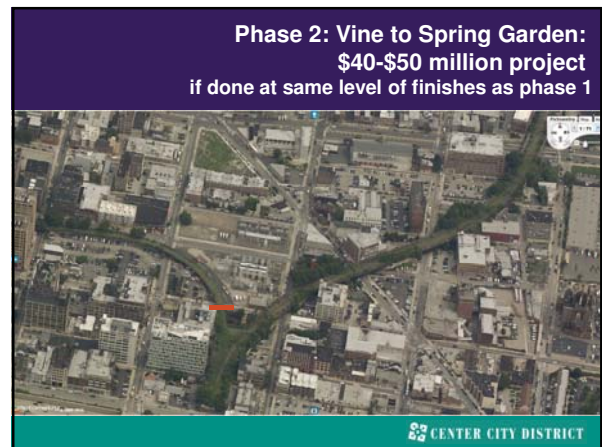 Phase 2: Vine to Spring Garden:
$40-$50 million project
if done at same level of finishes as phase 1
CENTER CITY DISTRICT